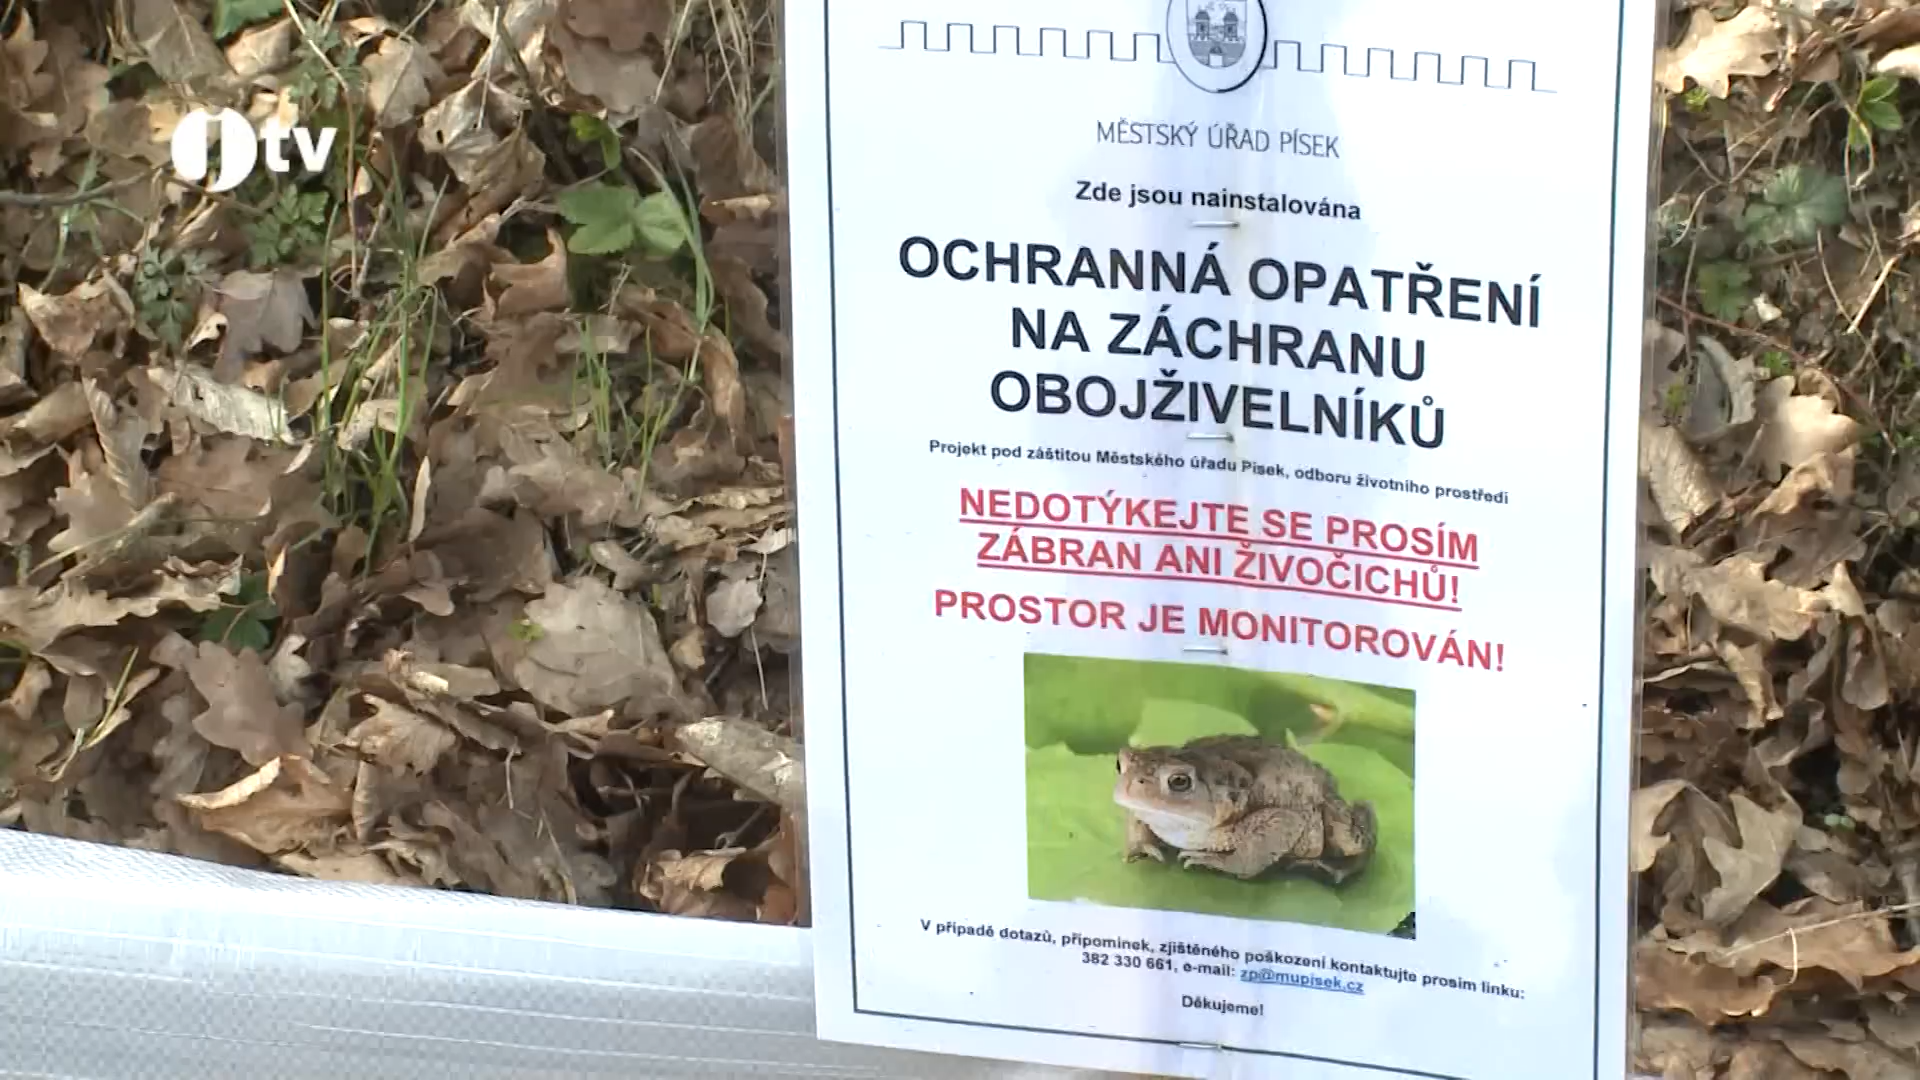 jtv
MĚSTSKÝ ÚŘAD PÍSEK
Zde jsou nainstalována
OCHRANNÁ OPATŘENÍ
NA ZÁCHRANU
OBOJŽIVELNÍKŮ
Projekt pod záštitou Městského úřadu Písek, odboru životního prostředí
NEDOTÝKEJTE SE PROSÍM
ZÁBRAN ANI ŽIVOČICHŮ!
PROSTOR JE MONITOROVÁN!
V případě dotazů, připomínek, zjištěného poškození kontaktujte prosím linku:
382 330 661, e-mail: zp@mupisek.cz
Děkujeme!